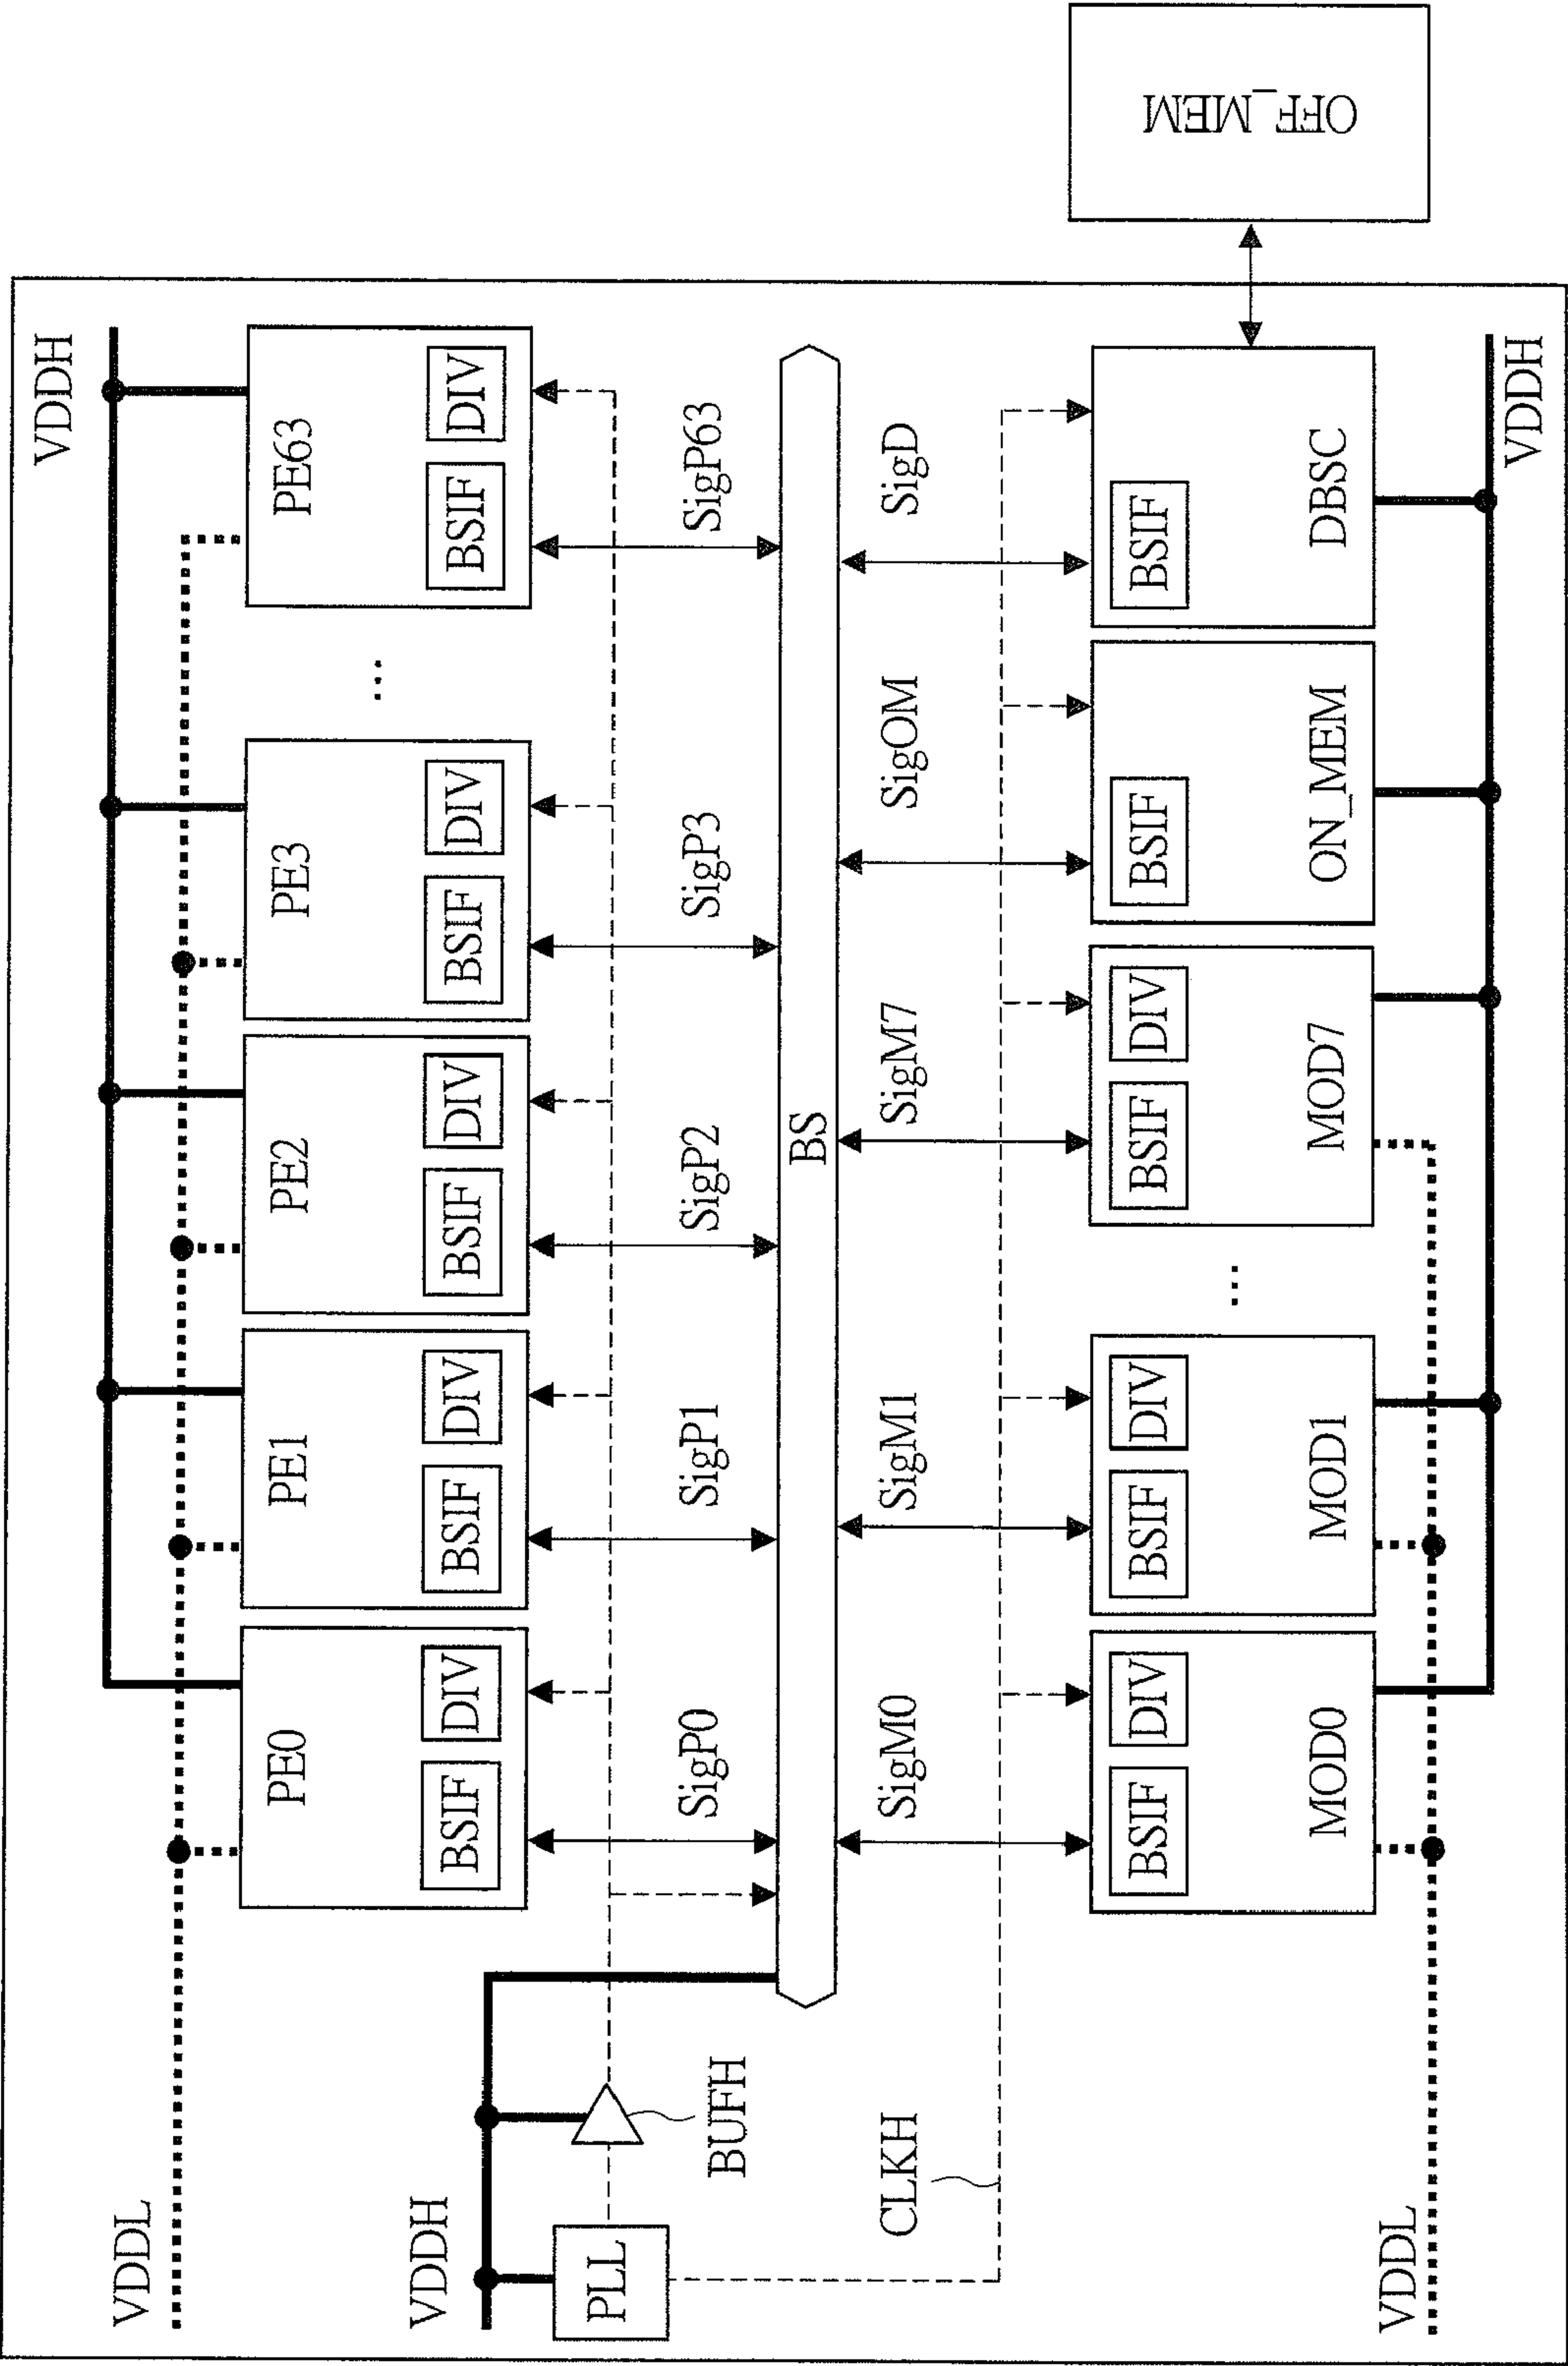 VDDH
VDDL
PE0
BSIF
DIV
PE1
BSIF
DIV
PE2
BSIF
DIV
PE3
BSIF
DIV
...
PE63
BSIF
DIV
VDDH
PLL
BUFH
SigP0
SigP1
SigP2
SigP3
SigP63
BS
CLKH
SigM0
SigM1
SigM7
SigOM
SigD
BSIF
DIV
MOD0
BSIF
DIV
MOD1
...
BSIF
DIV
MOD7
BSIF
ON_MEM
BSIF
DBSC
OFF_MEM
VDDL
VDDH